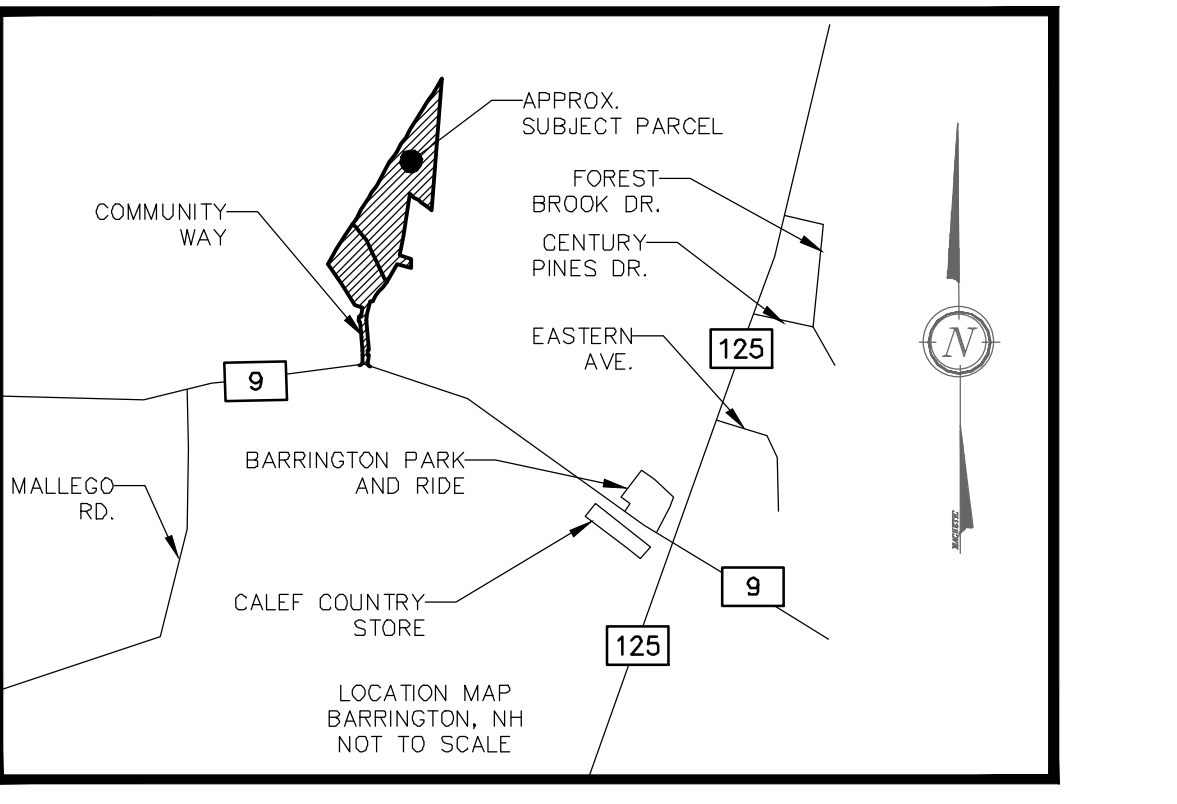 APPROX.
SUBJECT PARCEL
FOREST
BROOK DR.
COMMUNITY
WAY
CENTURY
PINES DR.
EASTERN
AVE.
125
N
9
BARRINGTON PARK
AND RIDE
MALLEGO
RD.
MAGNETIC
9
CALEF COUNTRY
STORE
125
LOCATION MAP
BARRINGTON, NH
NOT TO SCALE